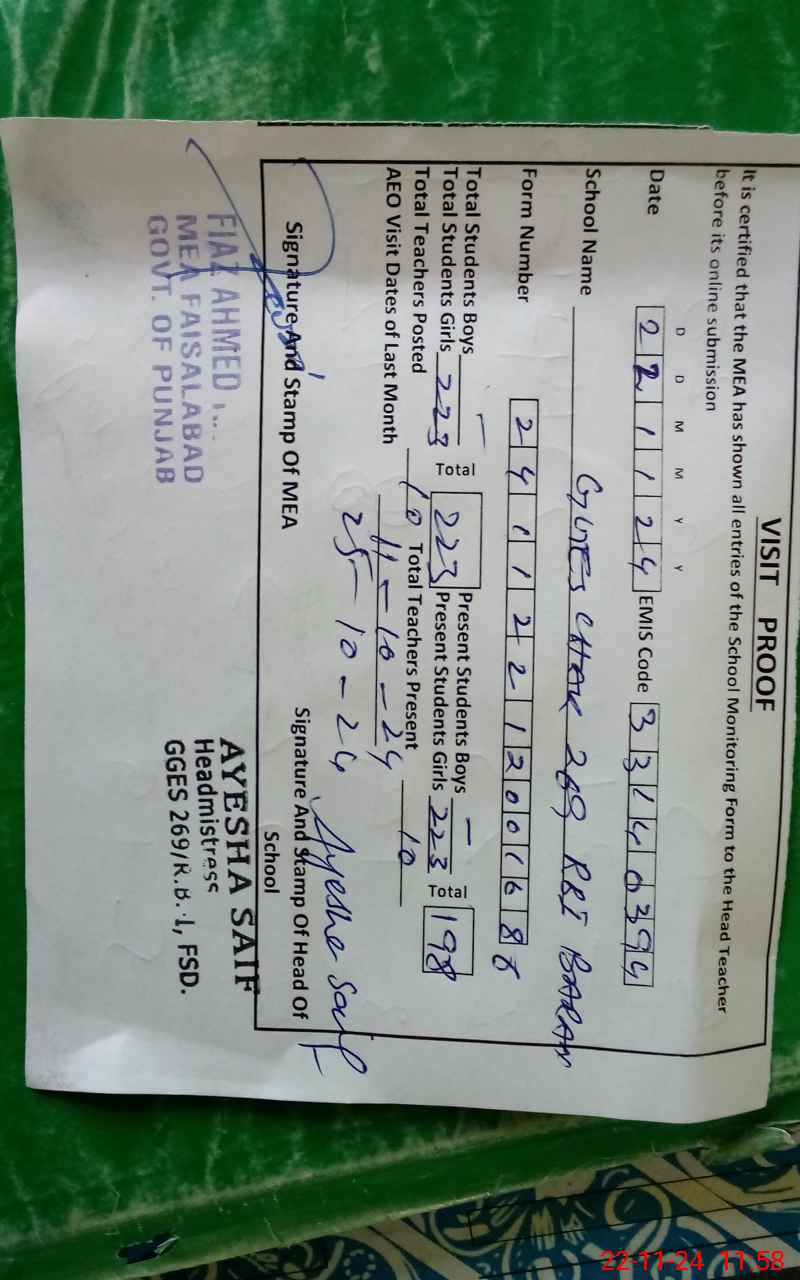 VISIT PROOF
It is certified that the MEA has shown all entries of the School Monitoring Form to the Head Teacher
before its online submission
D D M M Y Y
Date 2 2 1 1 2 4 EMIS Code 3 3 1 4 0 3 9 4
School Name GGES CHAK 269 RBI BARAN
Form Number 2 4 1 1 2 2 1 2 0 0 1 6 8 8
Total Students Boys - Present Students Boys -
Total Students Girls 223 Total 223 Present Students Girls 223 Total 198
Total Teachers Posted 10 Total Teachers Present 10
AEO Visit Dates of Last Month 11-10-24
25-10-24
Ayesha Saif
Signature And Stamp Of MEA
Signature And Stamp Of Head Of
School
FIAZ AHMED
MEA FAISALABAD
GOVT. OF PUNJAB
AYESHA SAIF
Headmistress
GGES 269/R.B. I, FSD.
22-11-24 11:58